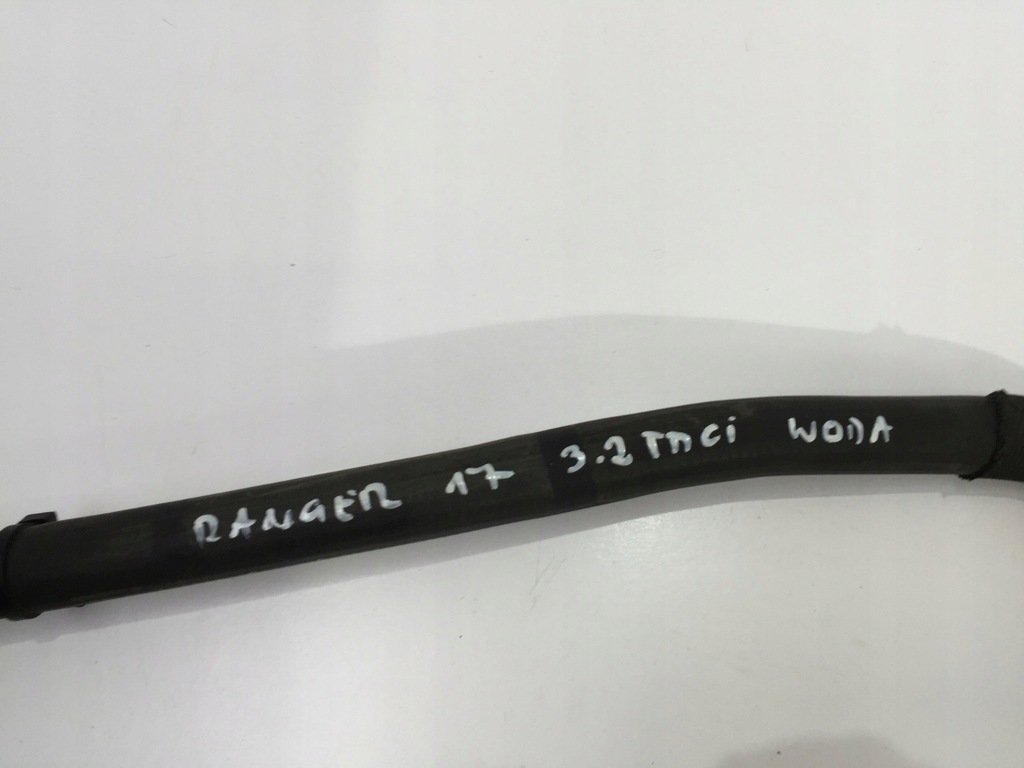 RANGER 17 3.2 TDCi WODA